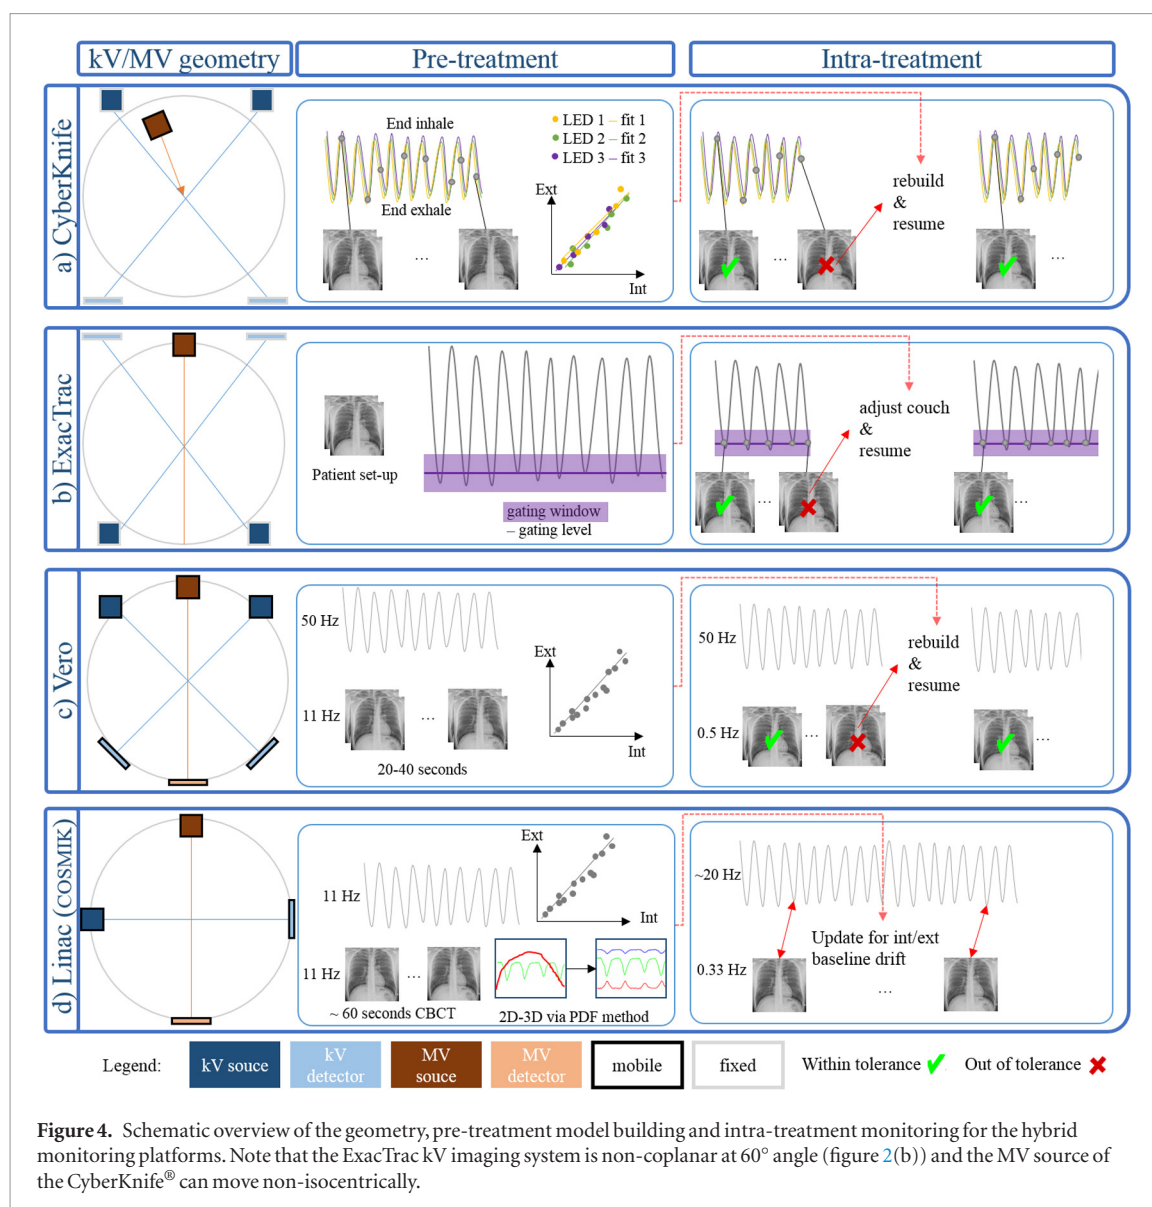 kV/MV geometry
Pre-treatment
Intra-treatment
a) CyberKnife
End inhale
End exhale
...
LED 1 – fit 1
LED 2 – fit 2
LED 3 – fit 3
Ext
Int
...
rebuild
&
resume
...
b) ExacTrac
Patient set-up
gating window
– gating level
...
adjust couch
&
resume
...
c) Vero
50 Hz
11 Hz
...
20-40 seconds
Ext
Int
50 Hz
0.5 Hz
...
rebuild
&
resume
...
d) Linac (COSMIK)
11 Hz
11 Hz
...
~ 60 seconds CBCT
Ext
Int
2D-3D via PDF method
~20 Hz
Update for int/ext
baseline drift
0.33 Hz
...
Legend:
kV souce
kV
detector
MV
souce
MV
detector
mobile
fixed
Within tolerance
Out of tolerance
Figure 4. Schematic overview of the geometry, pre-treatment model building and intra-treatment monitoring for the hybrid
monitoring platforms. Note that the ExacTrac kV imaging system is non-coplanar at 60° angle (figure 2(b)) and the MV source of
the CyberKnife® can move non-isocentrically.